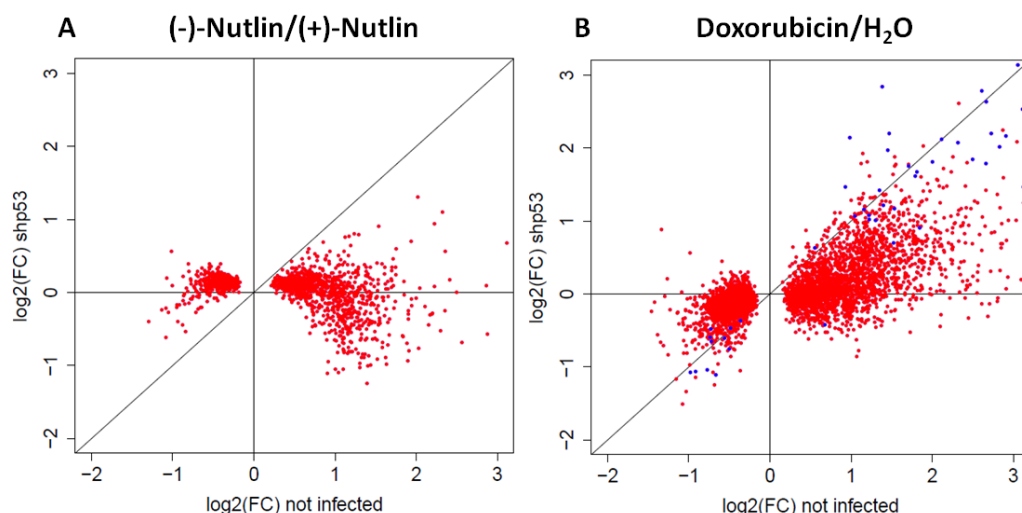 A (-)-Nutlin/(+)-Nutlin
3
2
1
0
−1
−2
log2(FC) shp53
−2 −1 0 1 2 3
log2(FC) not infected
B Doxorubicin/H₂O
3
2
1
0
−1
−2
log2(FC) shp53
−2 −1 0 1 2 3
log2(FC) not infected